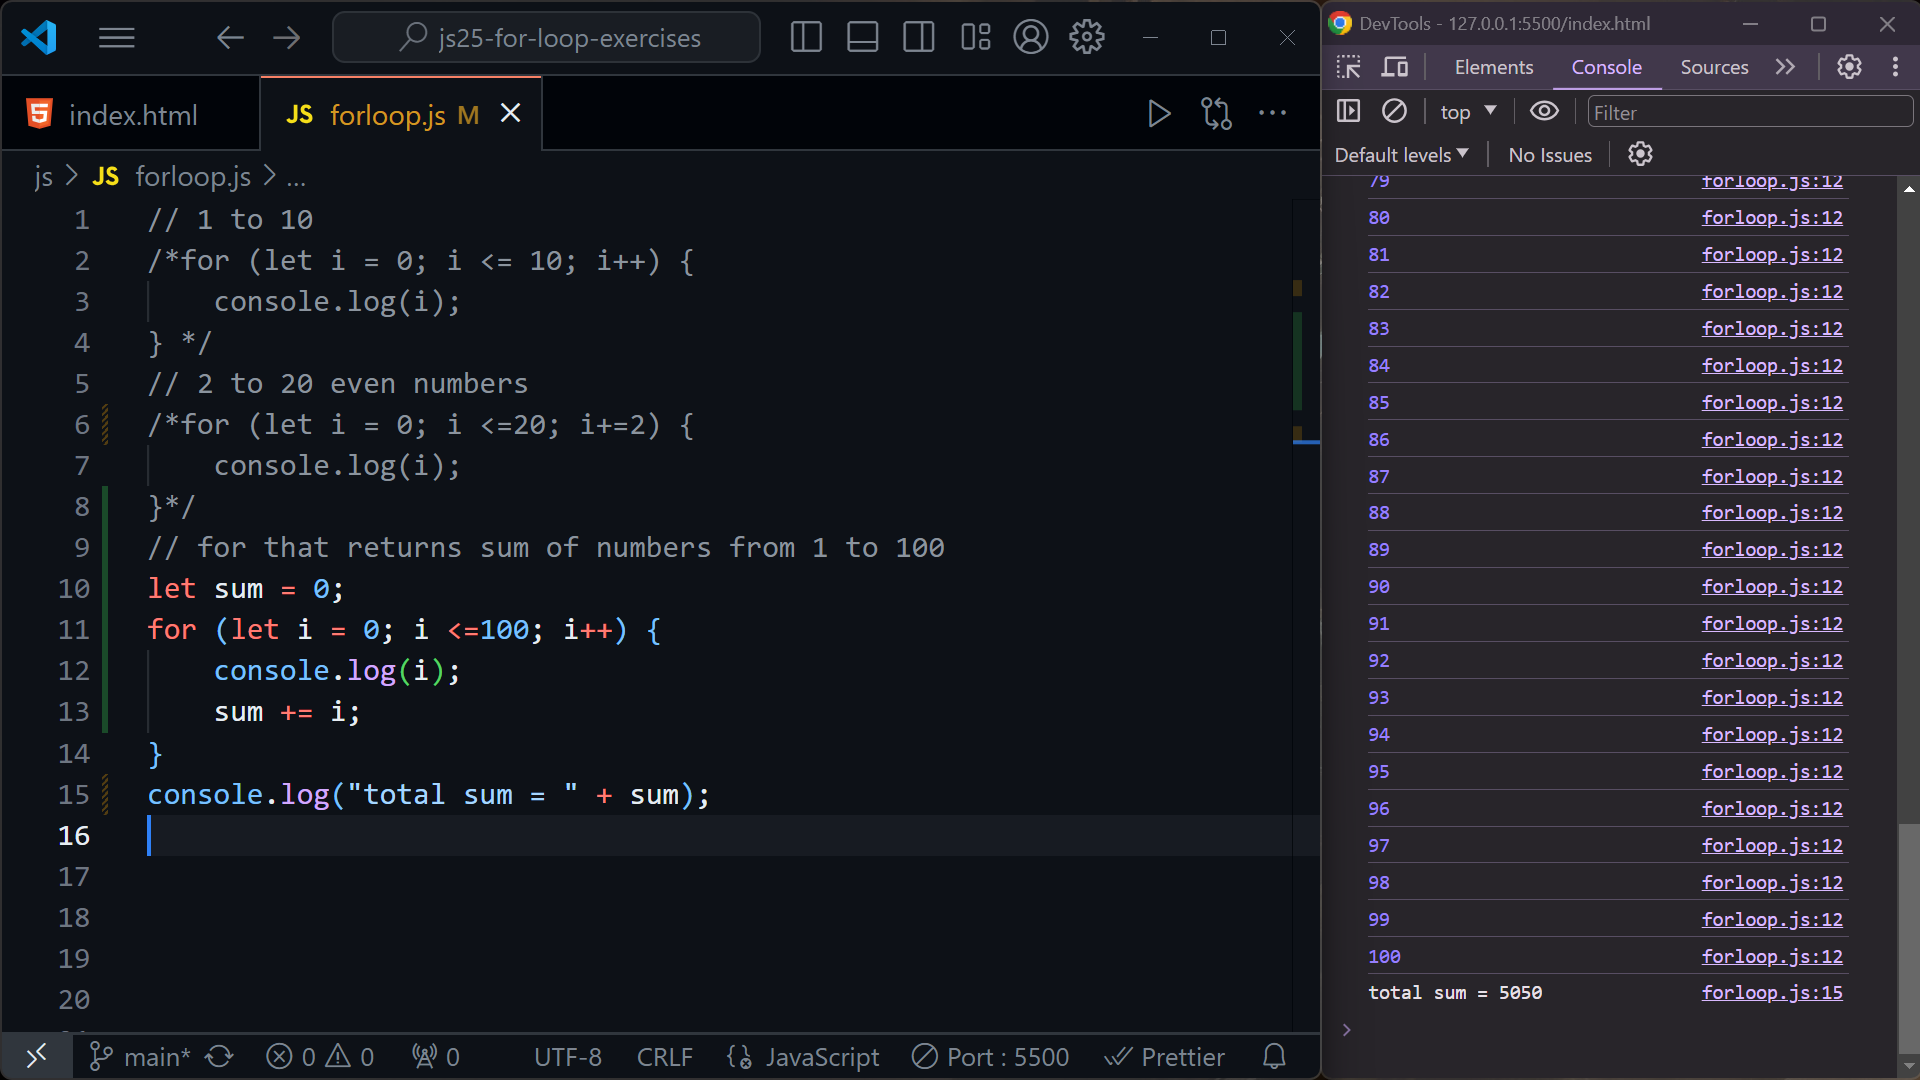 js25-for-loop-exercises
index.html
JS forloop.js M
js > JS forloop.js > ...
1 // 1 to 10
2 /*for (let i = 0; i <= 10; i++) {
3 console.log(i);
4 } */
5 // 2 to 20 even numbers
6 /*for (let i = 0; i <=20; i+=2) {
7 console.log(i);
8 }*/
9 // for that returns sum of numbers from 1 to 100
10 let sum = 0;
11 for (let i = 0; i <=100; i++) {
12 console.log(i);
13 sum += i;
14 }
15 console.log("total sum = " + sum);
16
17
18
19
20
main* 0 0 0 UTF-8 CRLF JavaScript Port : 5500 Prettier
DevTools - 127.0.0.1:5500/index.html
Elements Console Sources
top Filter
Default levels No Issues
79 forloop.js:12
80 forloop.js:12
81 forloop.js:12
82 forloop.js:12
83 forloop.js:12
84 forloop.js:12
85 forloop.js:12
86 forloop.js:12
87 forloop.js:12
88 forloop.js:12
89 forloop.js:12
90 forloop.js:12
91 forloop.js:12
92 forloop.js:12
93 forloop.js:12
94 forloop.js:12
95 forloop.js:12
96 forloop.js:12
97 forloop.js:12
98 forloop.js:12
99 forloop.js:12
100 forloop.js:12
total sum = 5050 forloop.js:15